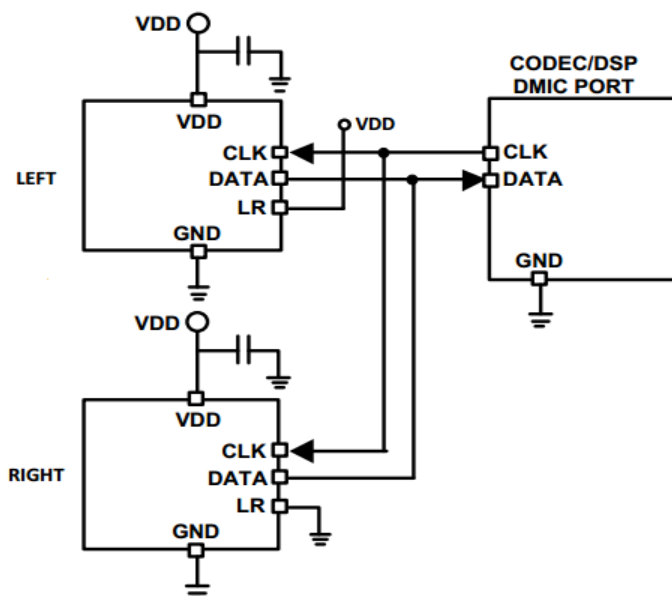 VDD
CODEC/DSP
DMIC PORT
VDD
VDD
CLK
CLK
LEFT
DATA
DATA
LR
GND
GND
VDD
VDD
CLK
RIGHT
DATA
LR
GND